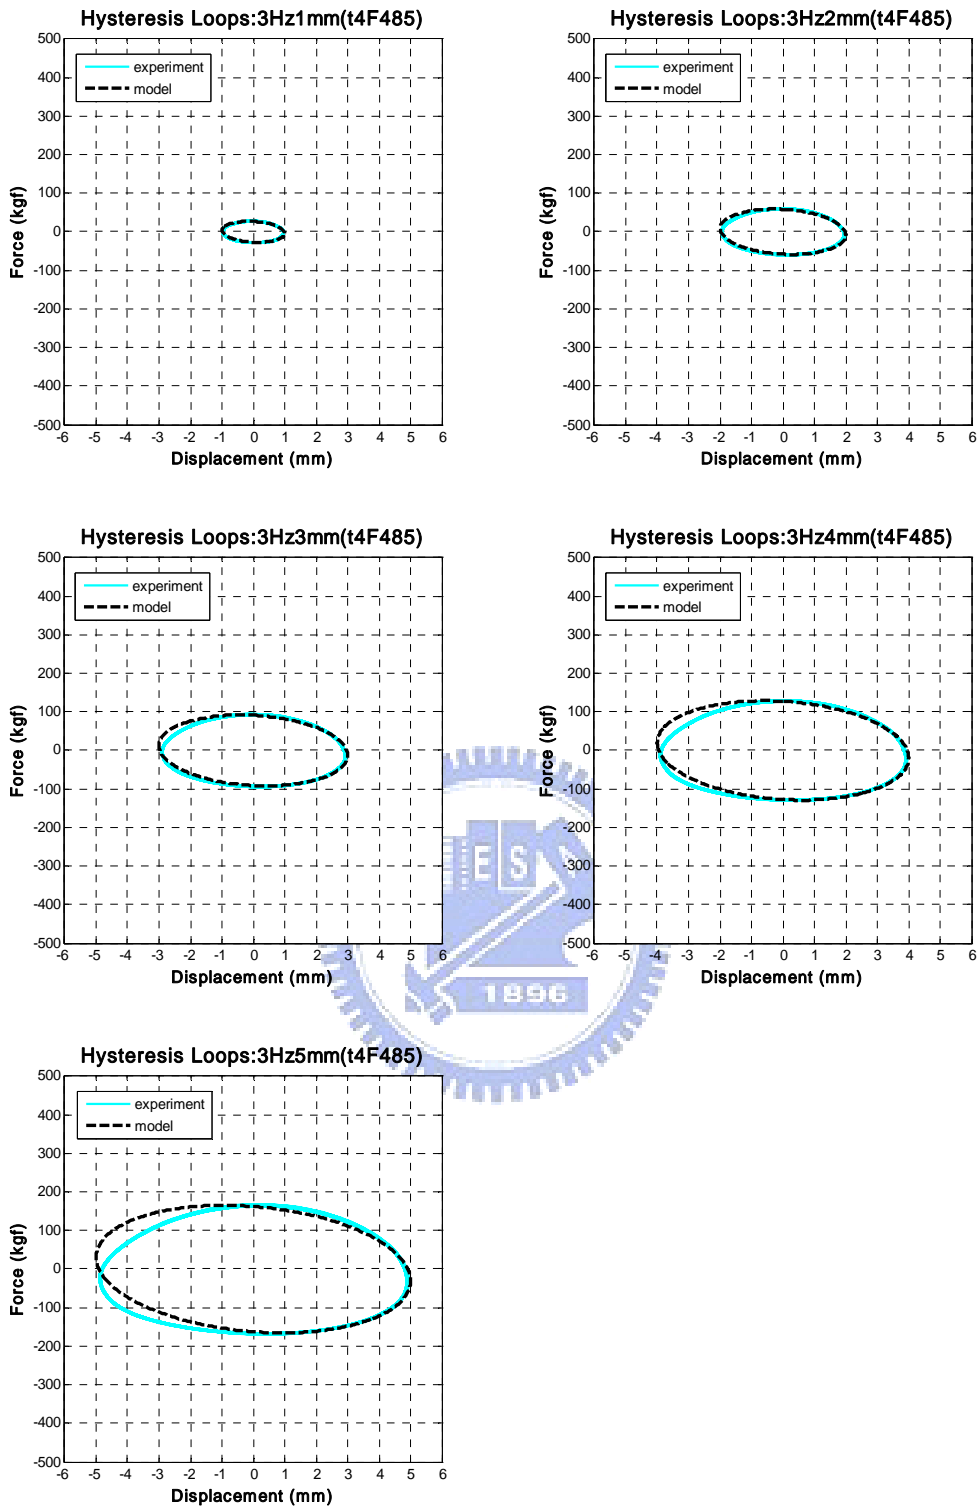 Hysteresis Loops:3Hz1mm(t4F485)
500
400
300
200
100
0
-100
-200
-300
-400
-500
Force (kgf)
experiment
model
-6 -5 -4 -3 -2 -1 0 1 2 3 4 5 6
Displacement (mm)
Hysteresis Loops:3Hz2mm(t4F485)
500
400
300
200
100
0
-100
-200
-300
-400
-500
Force (kgf)
experiment
model
-6 -5 -4 -3 -2 -1 0 1 2 3 4 5 6
Displacement (mm)
Hysteresis Loops:3Hz3mm(t4F485)
500
400
300
200
100
0
-100
-200
-300
-400
-500
Force (kgf)
experiment
model
-6 -5 -4 -3 -2 -1 0 1 2 3 4 5 6
Displacement (mm)
Hysteresis Loops:3Hz4mm(t4F485)
500
400
300
200
100
0
-100
-200
-300
-400
-500
Force (kgf)
experiment
model
-6 -5 -4 -3 -2 -1 0 1 2 3 4 5 6
Displacement (mm)
ES
1896
Hysteresis Loops:3Hz5mm(t4F485)
500
400
300
200
100
0
-100
-200
-300
-400
-500
Force (kgf)
experiment
model
-6 -5 -4 -3 -2 -1 0 1 2 3 4 5 6
Displacement (mm)